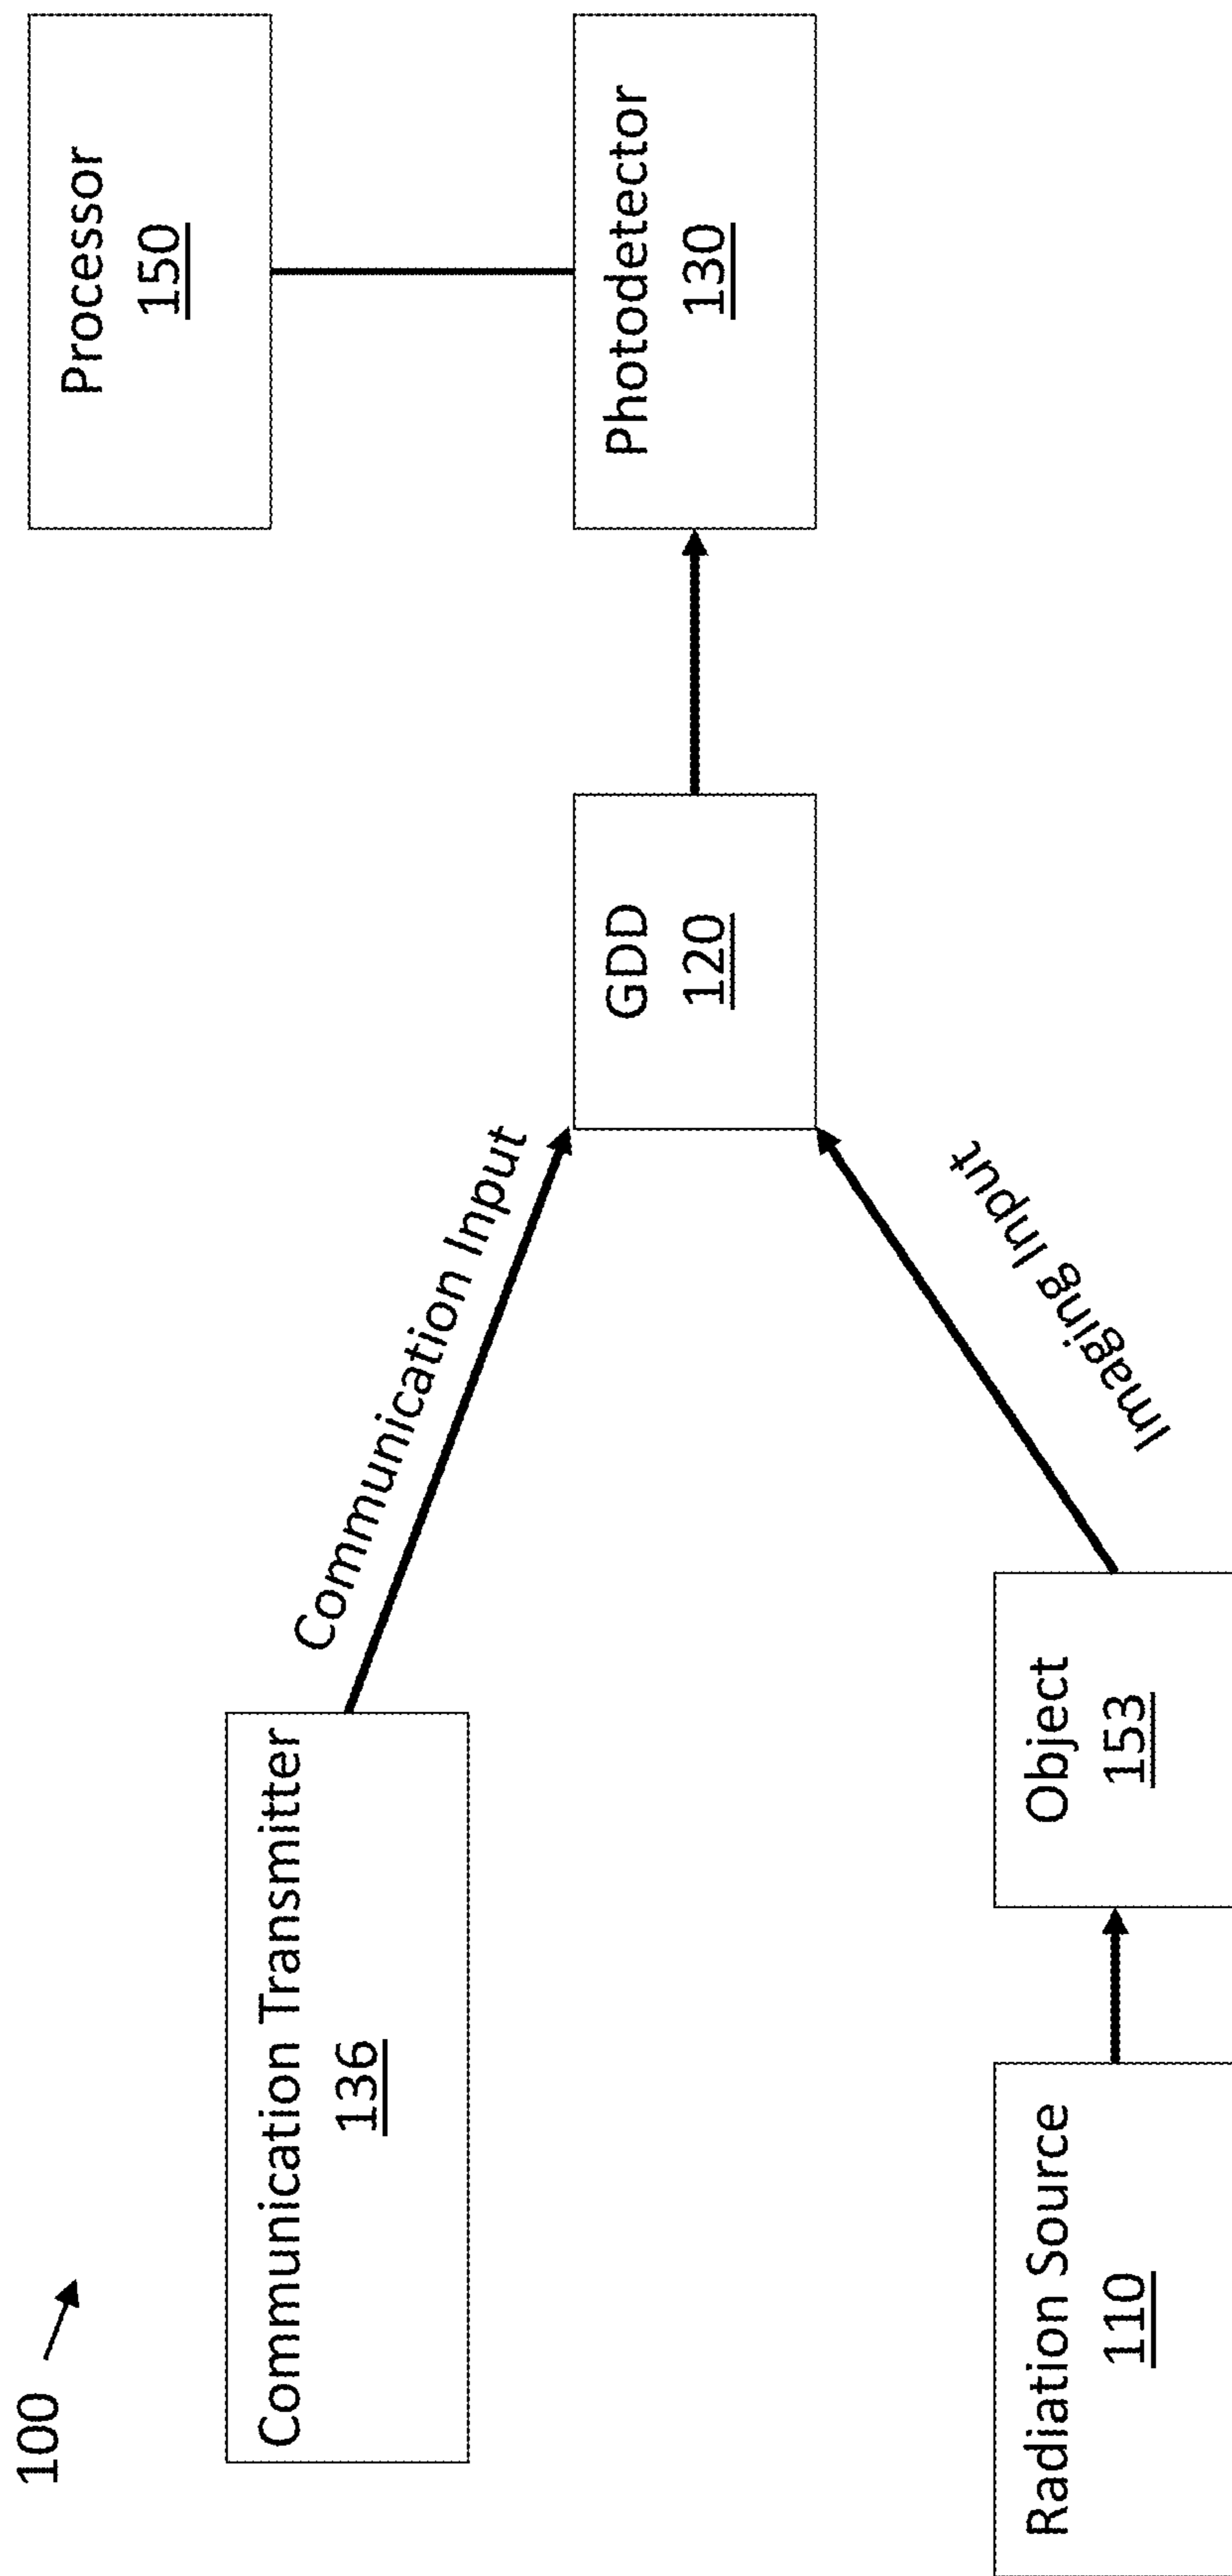 100
Communication Transmitter
136
Communication Input
Processor
150
GDD
120
Photodetector
130
Radiation Source
110
Object
153
Imaging Input